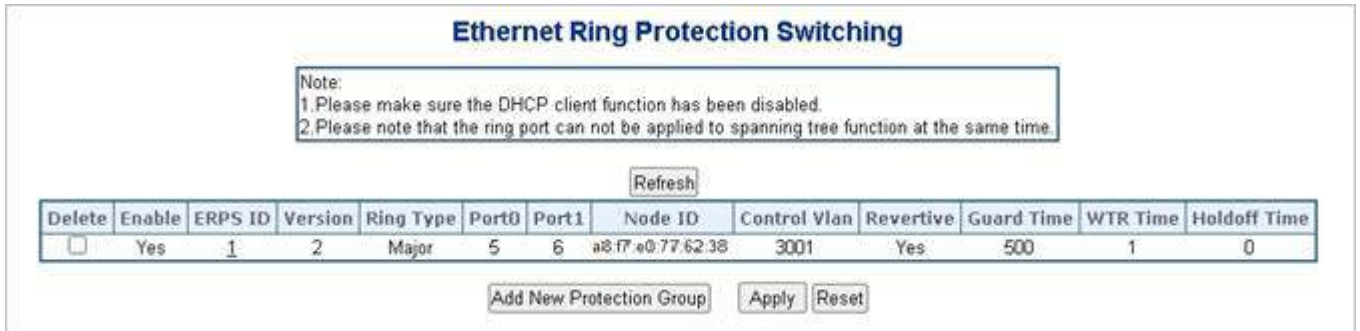 Ethernet Ring Protection Switching
Note:
1.Please make sure the DHCP client function has been disabled.
2.Please note that the ring port can not be applied to spanning tree function at the same time.
Refresh
Delete Enable ERPS ID Version Ring Type Port0 Port1 Node ID Control Vlan Revertive Guard Time WTR Time Holdoff Time
Yes 1 2 Major 5 6 a8:f7:e0:77:62:38 3001 Yes 500 1 0
Add New Protection Group Apply Reset